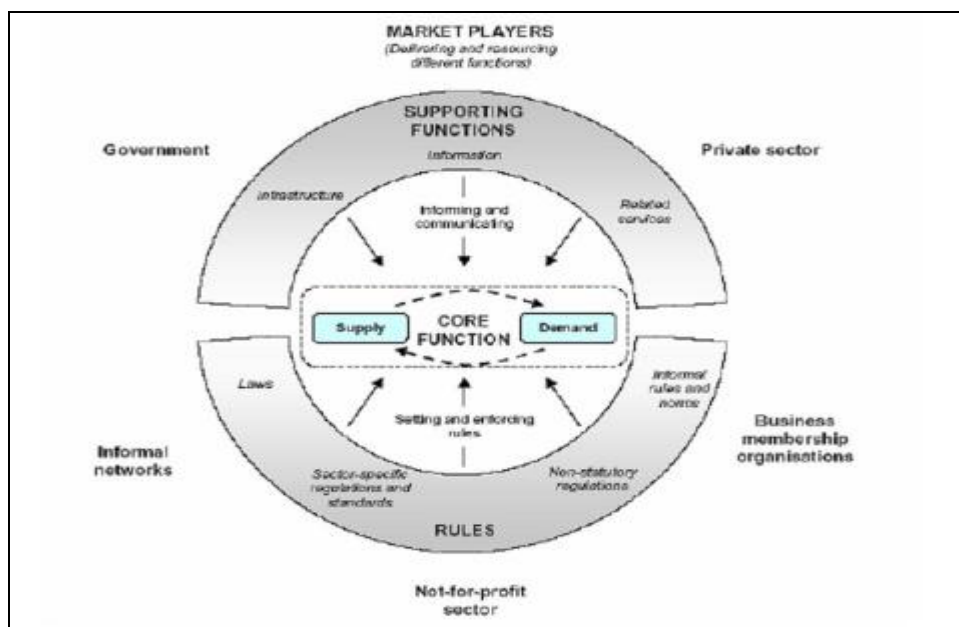 MARKET PLAYERS
(Delivering and resourcing
different functions)
SUPPORTING
FUNCTIONS
Government
Private sector
Information
Infrastructure
Related
services
Informing and
communicating
Supply
CORE
FUNCTION
Demand
Laws
Informal
rules and
norms
Setting and enforcing
rules
Informal
networks
Business
membership
organisations
Sector-specific
regulations and
standards
Non-statutory
regulations
RULES
Not-for-profit
sector